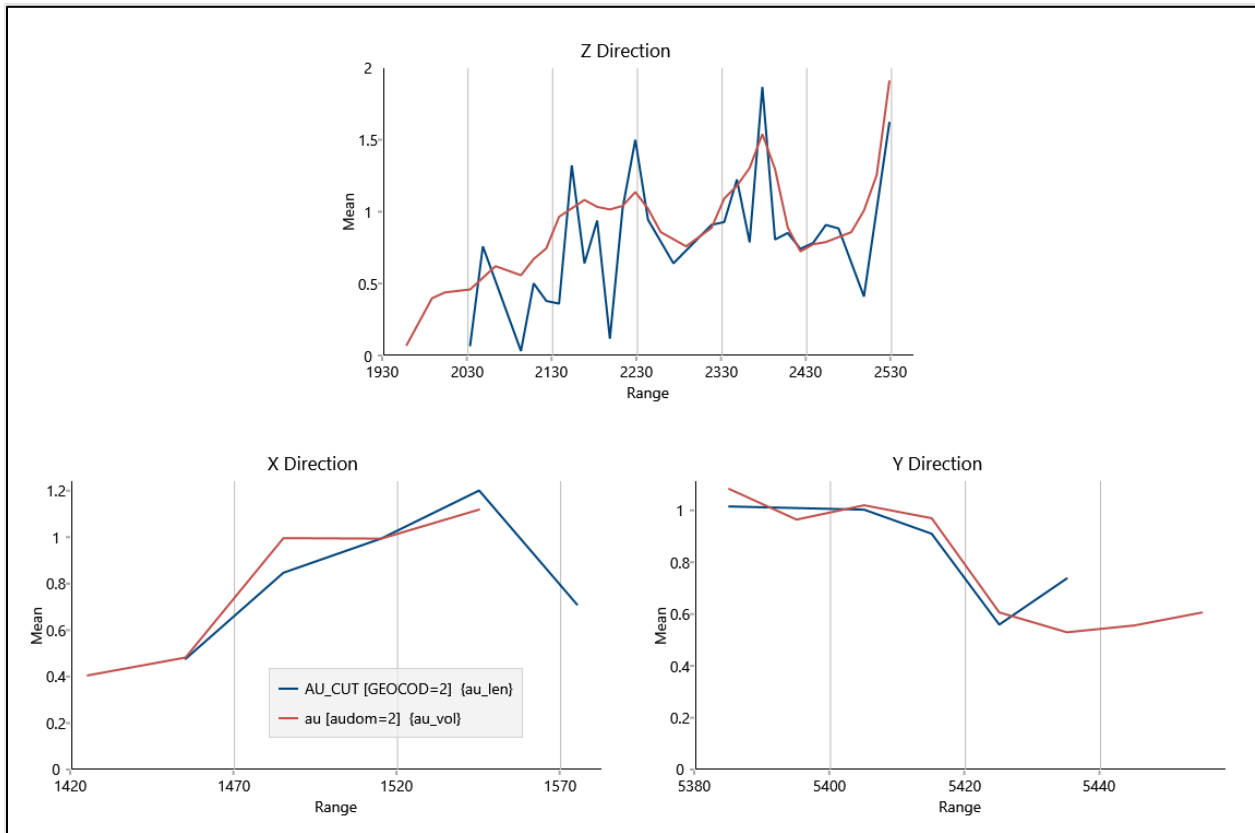 Z Direction
2
1.5
1
0.5
0
Mean
1930 2030 2130 2230 2330 2430 2530
Range
X Direction
1.2
1
0.8
0.6
0.4
0.2
0
Mean
1420 1470 1520 1570
Range
AU_CUT [GEOCOD=2] {au_len}
au [audom=2] {au_vol}
Y Direction
1
0.8
0.6
0.4
0.2
0
Mean
5380 5400 5420 5440
Range